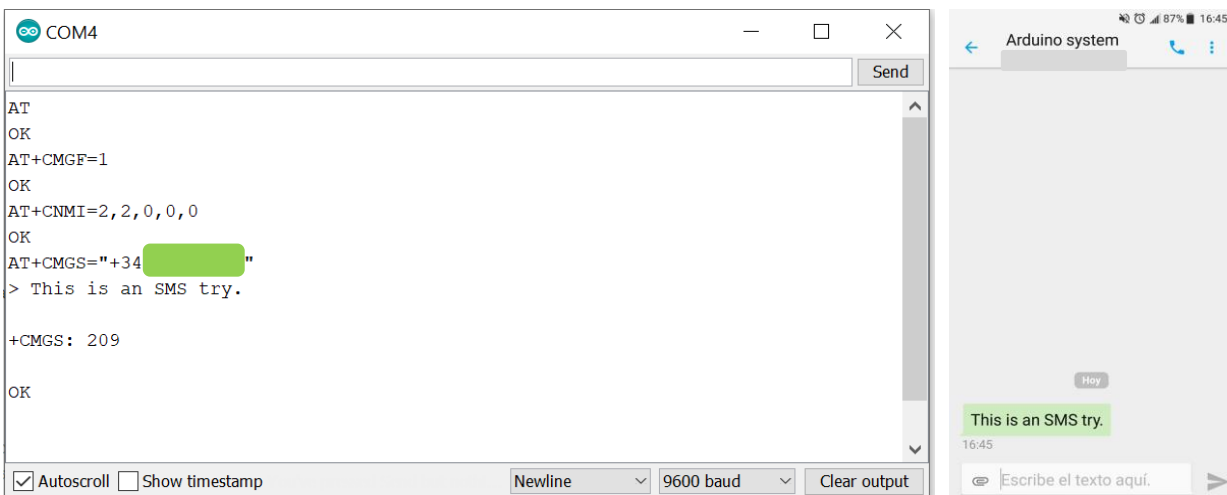 COM4
Send
AT
OK
AT+CMGF=1
OK
AT+CNMI=2,2,0,0,0
OK
AT+CMGS="+34 "
> This is an SMS try.
+CMGS: 209
OK
Autoscroll Show timestamp Newline 9600 baud Clear output
87% 16:45
Arduino system
Hoy
This is an SMS try.
16:45
Escribe el texto aquí.